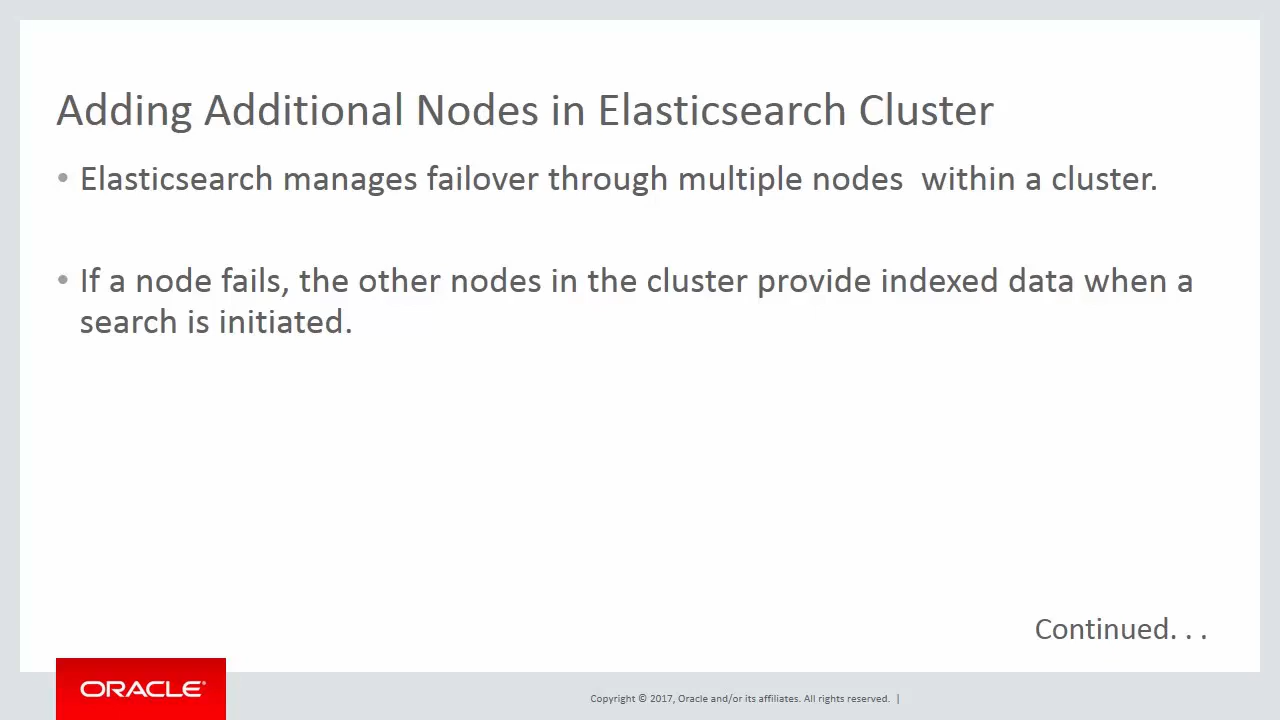 Adding Additional Nodes in Elasticsearch Cluster
• Elasticsearch manages failover through multiple nodes  within a cluster.
• If a node fails, the other nodes in the cluster provide indexed data when a
search is initiated.
Continued. . .
ORACLE®
Copyright © 2017, Oracle and/or its affiliates. All rights reserved. |